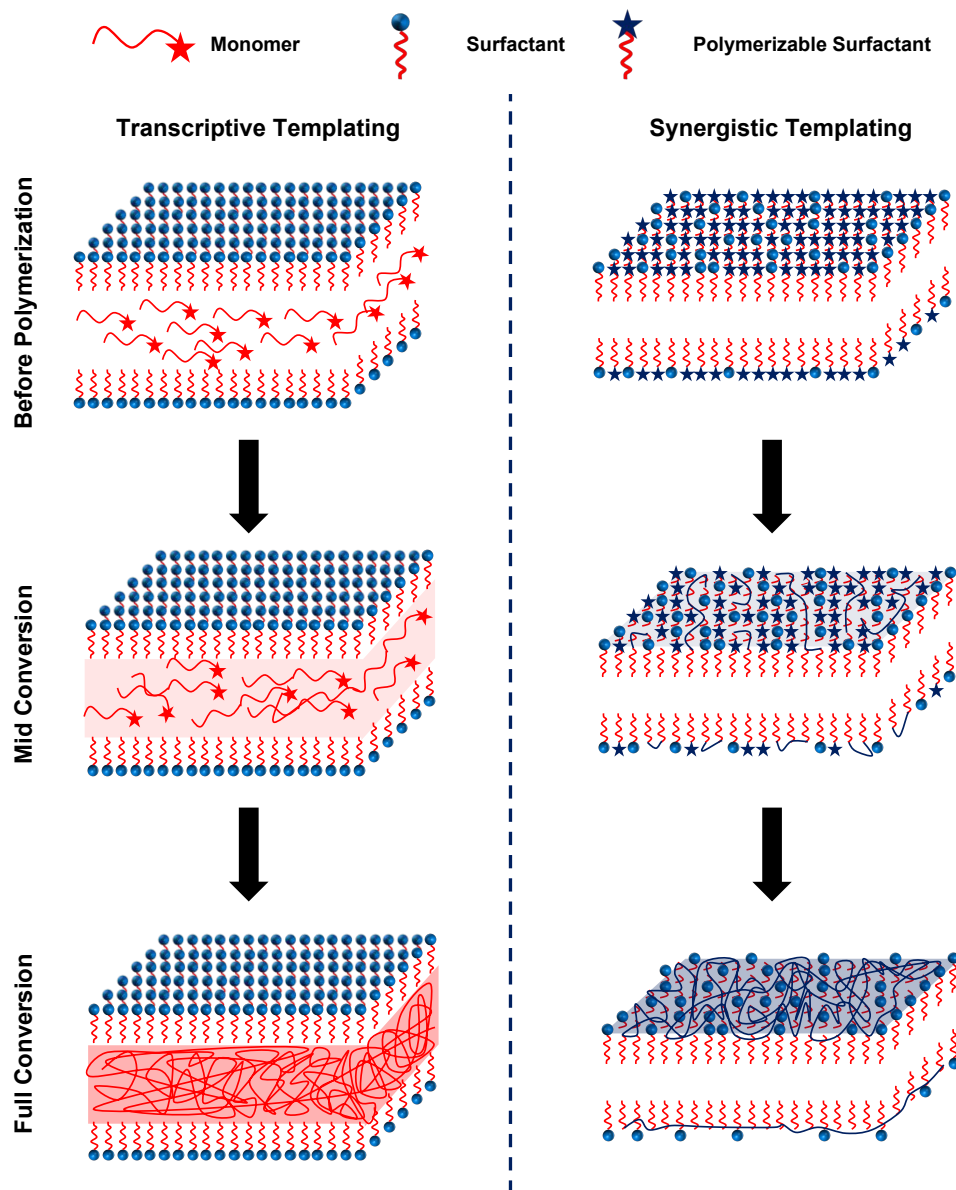 Monomer
Surfactant
Polymerizable Surfactant
Transcriptive Templating
Synergistic Templating
Before Polymerization
Mid Conversion
Full Conversion